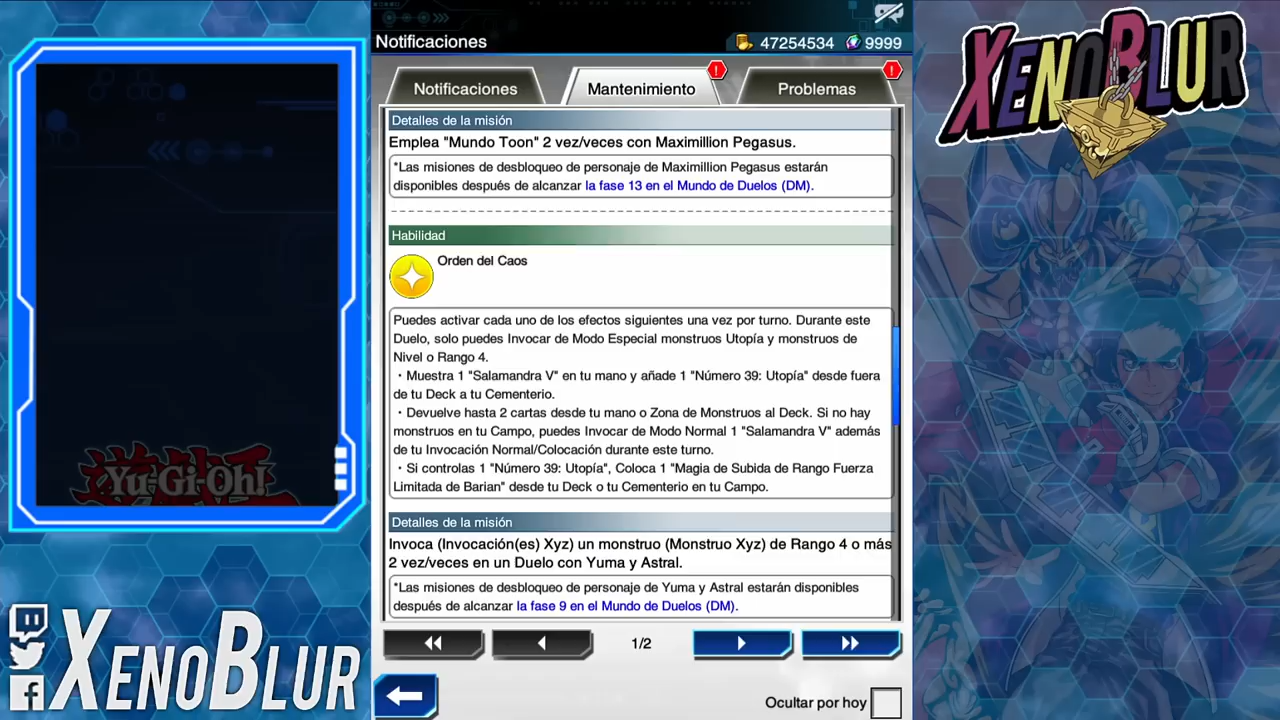 Notificaciones
47254534
9999
Notificaciones
Mantenimiento
!
Problemas
!
Detalles de la misión
Emplea "Mundo Toon" 2 vez/veces con Maximillion Pegasus.
*Las misiones de desbloqueo de personaje de Maximillion Pegasus estarán
disponibles después de alcanzar la fase 13 en el Mundo de Duelos (DM).
Habilidad
Orden del Caos
Puedes activar cada uno de los efectos siguientes una vez por turno. Durante este
Duelo, solo puedes Invocar de Modo Especial monstruos Utopía y monstruos de
Nivel o Rango 4.
・Muestra 1 "Salamandra V" en tu mano y añade 1 "Número 39: Utopía" desde fuera
de tu Deck a tu Cementerio.
・Devuelve hasta 2 cartas desde tu mano o Zona de Monstruos al Deck. Si no hay
monstruos en tu Campo, puedes Invocar de Modo Normal 1 "Salamandra V" además
de tu Invocación Normal/Colocación durante este turno.
・Si controlas 1 "Número 39: Utopía", Coloca 1 "Magia de Subida de Rango Fuerza
Limitada de Barian" desde tu Deck o tu Cementerio en tu Campo.
Detalles de la misión
Invoca (Invocación(es) Xyz) un monstruo (Monstruo Xyz) de Rango 4 o más
2 vez/veces en un Duelo con Yuma y Astral.
*Las misiones de desbloqueo de personaje de Yuma y Astral estarán disponibles
después de alcanzar la fase 9 en el Mundo de Duelos (DM).
1/2
Ocultar por hoy
Yu-Gi-Oh!
XENOBLUR
XENOBLUR